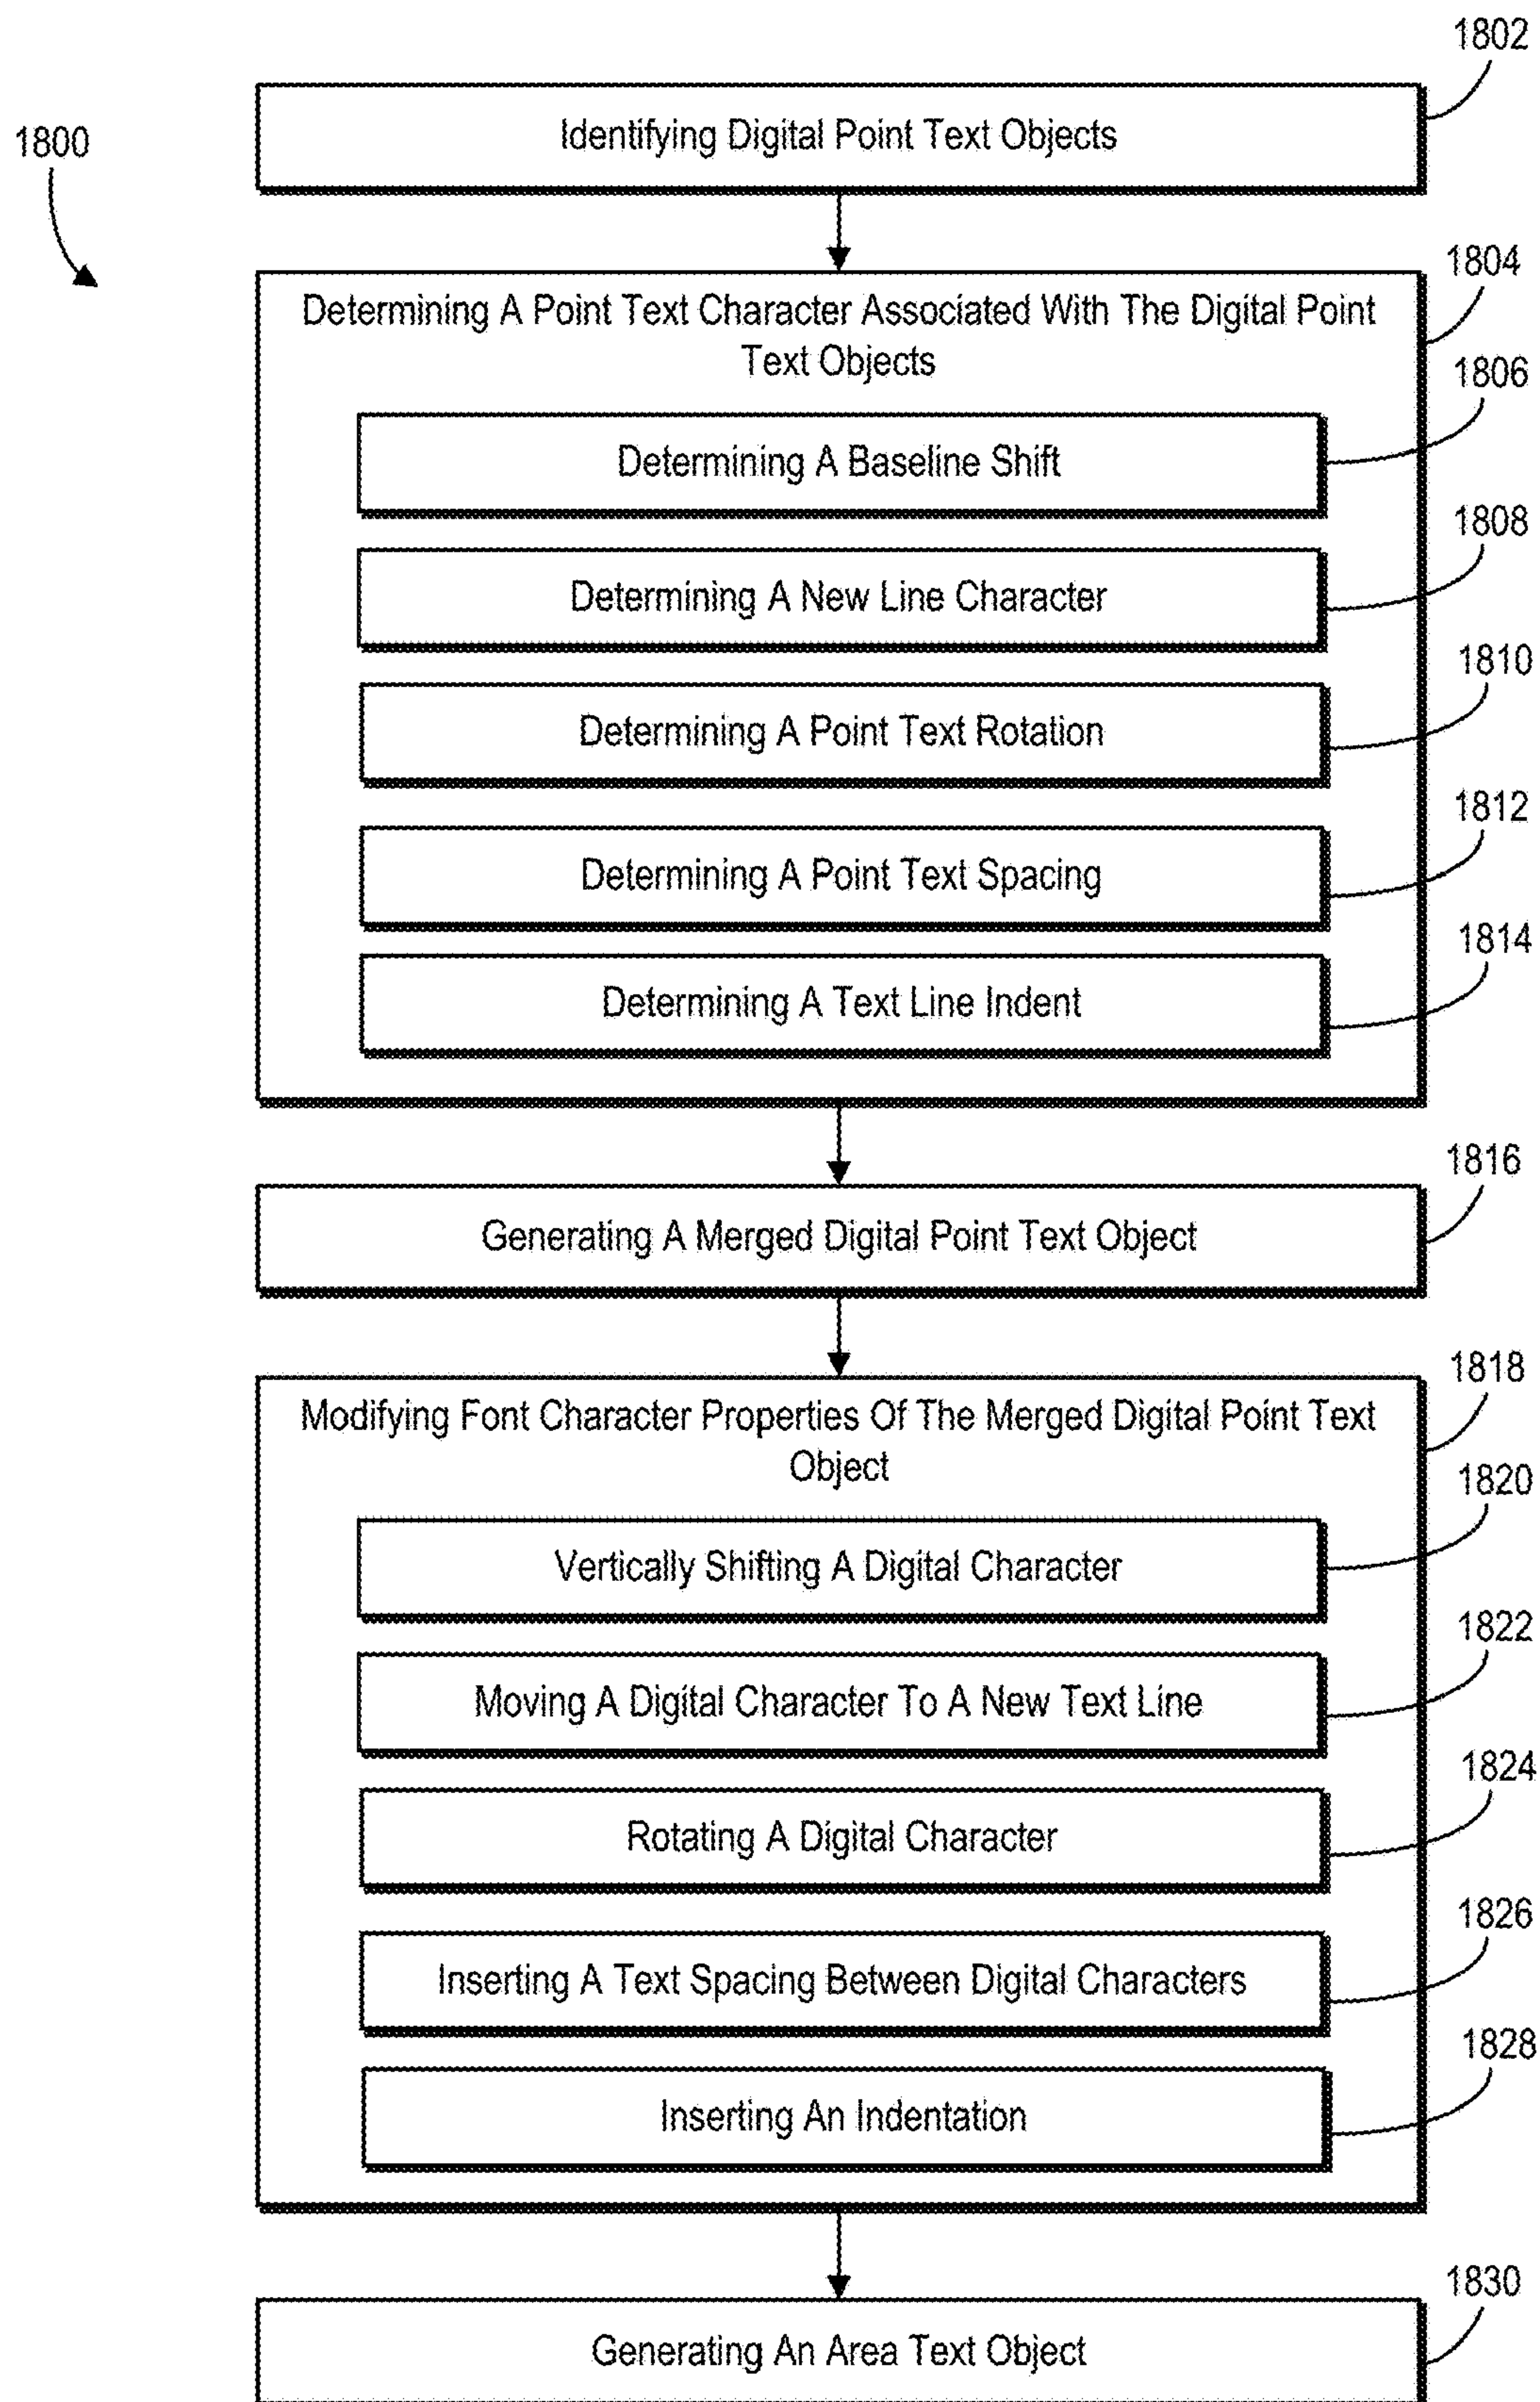 1802
Identifying Digital Point Text Objects
1800
1804
Determining A Point Text Character Associated With The Digital Point
Text Objects
1806
Determining A Baseline Shift
1808
Determining A New Line Character
1810
Determining A Point Text Rotation
1812
Determining A Point Text Spacing
1814
Determining A Text Line Indent
1816
Generating A Merged Digital Point Text Object
1818
Modifying Font Character Properties Of The Merged Digital Point Text
Object
1820
Vertically Shifting A Digital Character
1822
Moving A Digital Character To A New Text Line
1824
Rotating A Digital Character
1826
Inserting A Text Spacing Between Digital Characters
1828
Inserting An Indentation
1830
Generating An Area Text Object